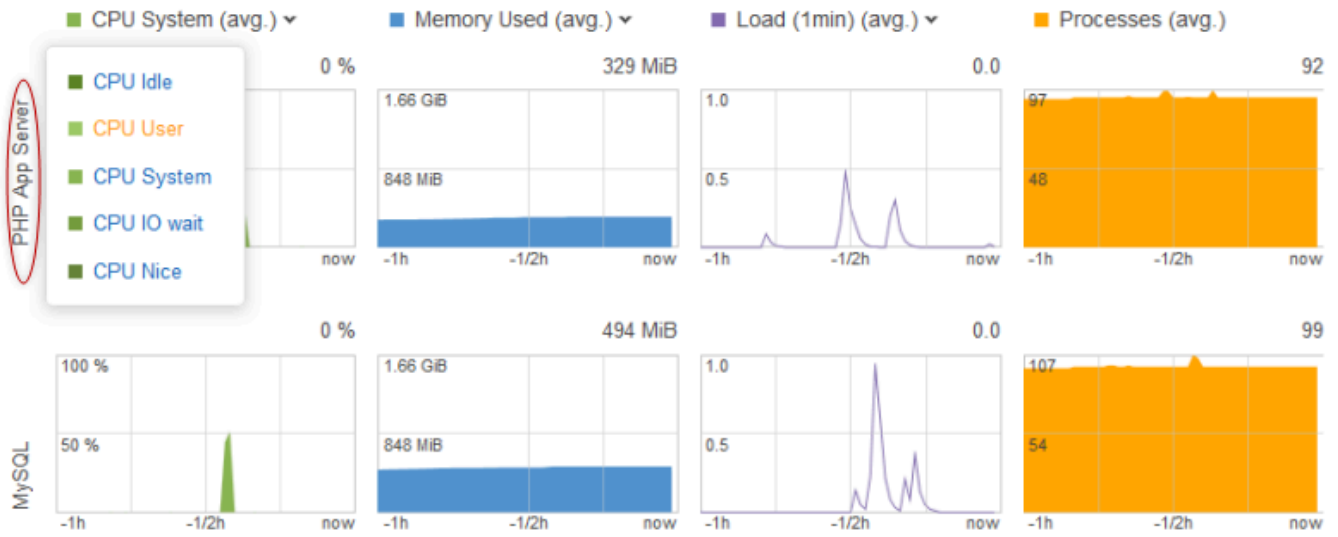 CPU System (avg.)
Memory Used (avg.)
Load (1min) (avg.)
Processes (avg.)
PHP App Server
CPU Idle
CPU User
CPU System
CPU IO wait
CPU Nice
0 %
now
329 MiB
1.66 GiB
848 MiB
-1h
-1/2h
now
0.0
1.0
0.5
-1h
-1/2h
now
92
97
48
-1h
-1/2h
now
MySQL
0 %
100 %
50 %
-1h
-1/2h
now
494 MiB
1.66 GiB
848 MiB
-1h
-1/2h
now
0.0
1.0
0.5
-1h
-1/2h
now
99
107
54
-1h
-1/2h
now